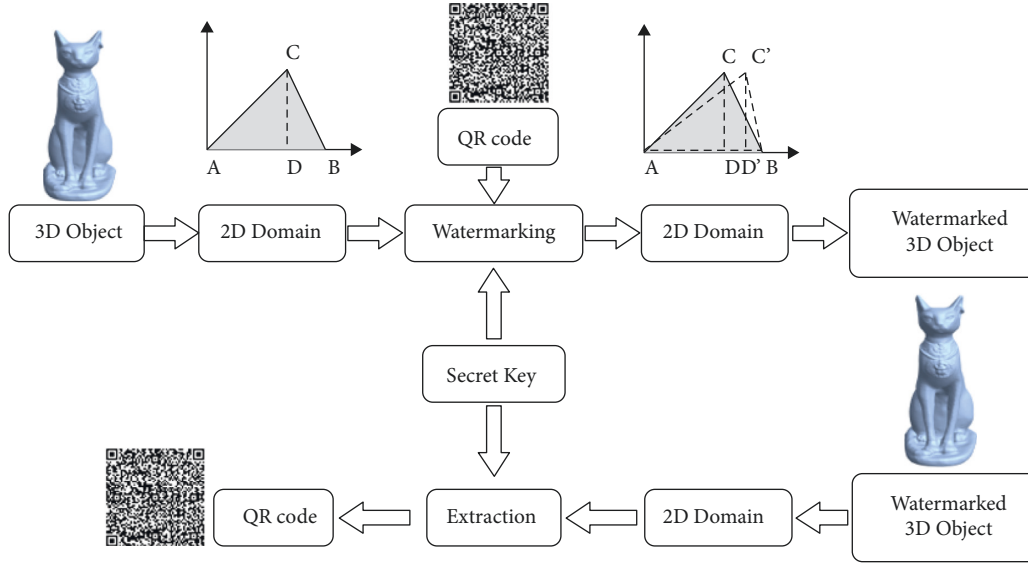 C
A
D
B
QR code
C
C’
A
DD’
B
3D Object
2D Domain
Watermarking
2D Domain
Watermarked
3D Object
Secret Key
QR code
Extraction
2D Domain
Watermarked
3D Object